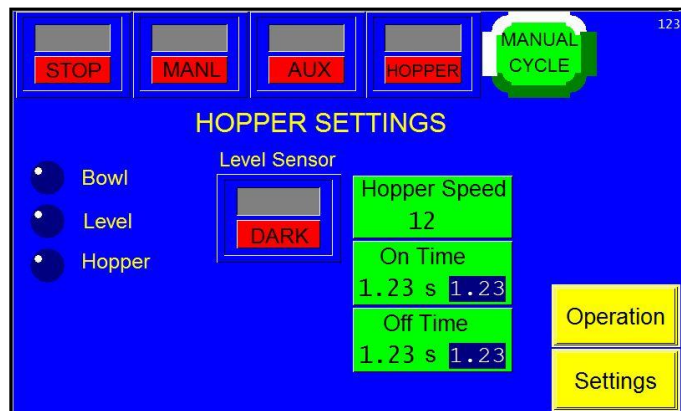 123
STOP
MANL
AUX
HOPPER
MANUAL
CYCLE
HOPPER SETTINGS
Level Sensor
DARK
Bowl
Level
Hopper
Hopper Speed
12
On Time
1.23 s 1.23
Off Time
1.23 s 1.23
Operation
Settings